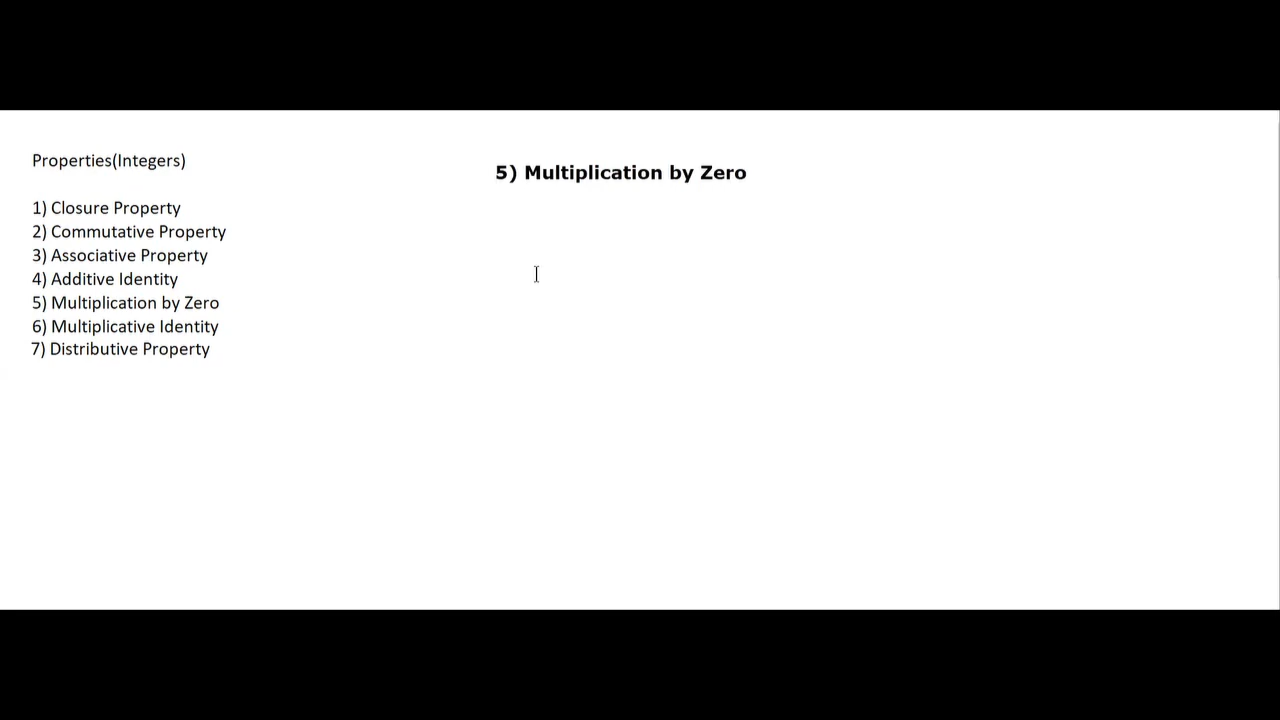 Properties(Integers)
1) Closure Property
2) Commutative Property
3) Associative Property
4) Additive Identity
5) Multiplication by Zero
6) Multiplicative Identity
7) Distributive Property
5) Multiplication by Zero